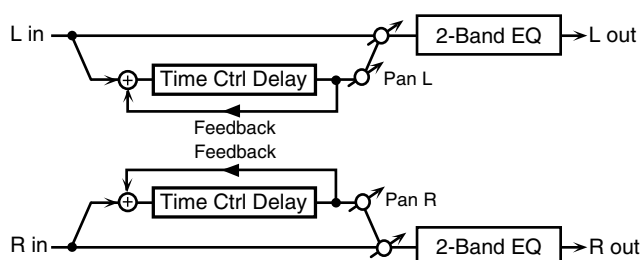 L in
2-Band EQ
L out
Time Ctrl Delay
Pan L
Feedback
Feedback
Time Ctrl Delay
Pan R
R in
2-Band EQ
R out